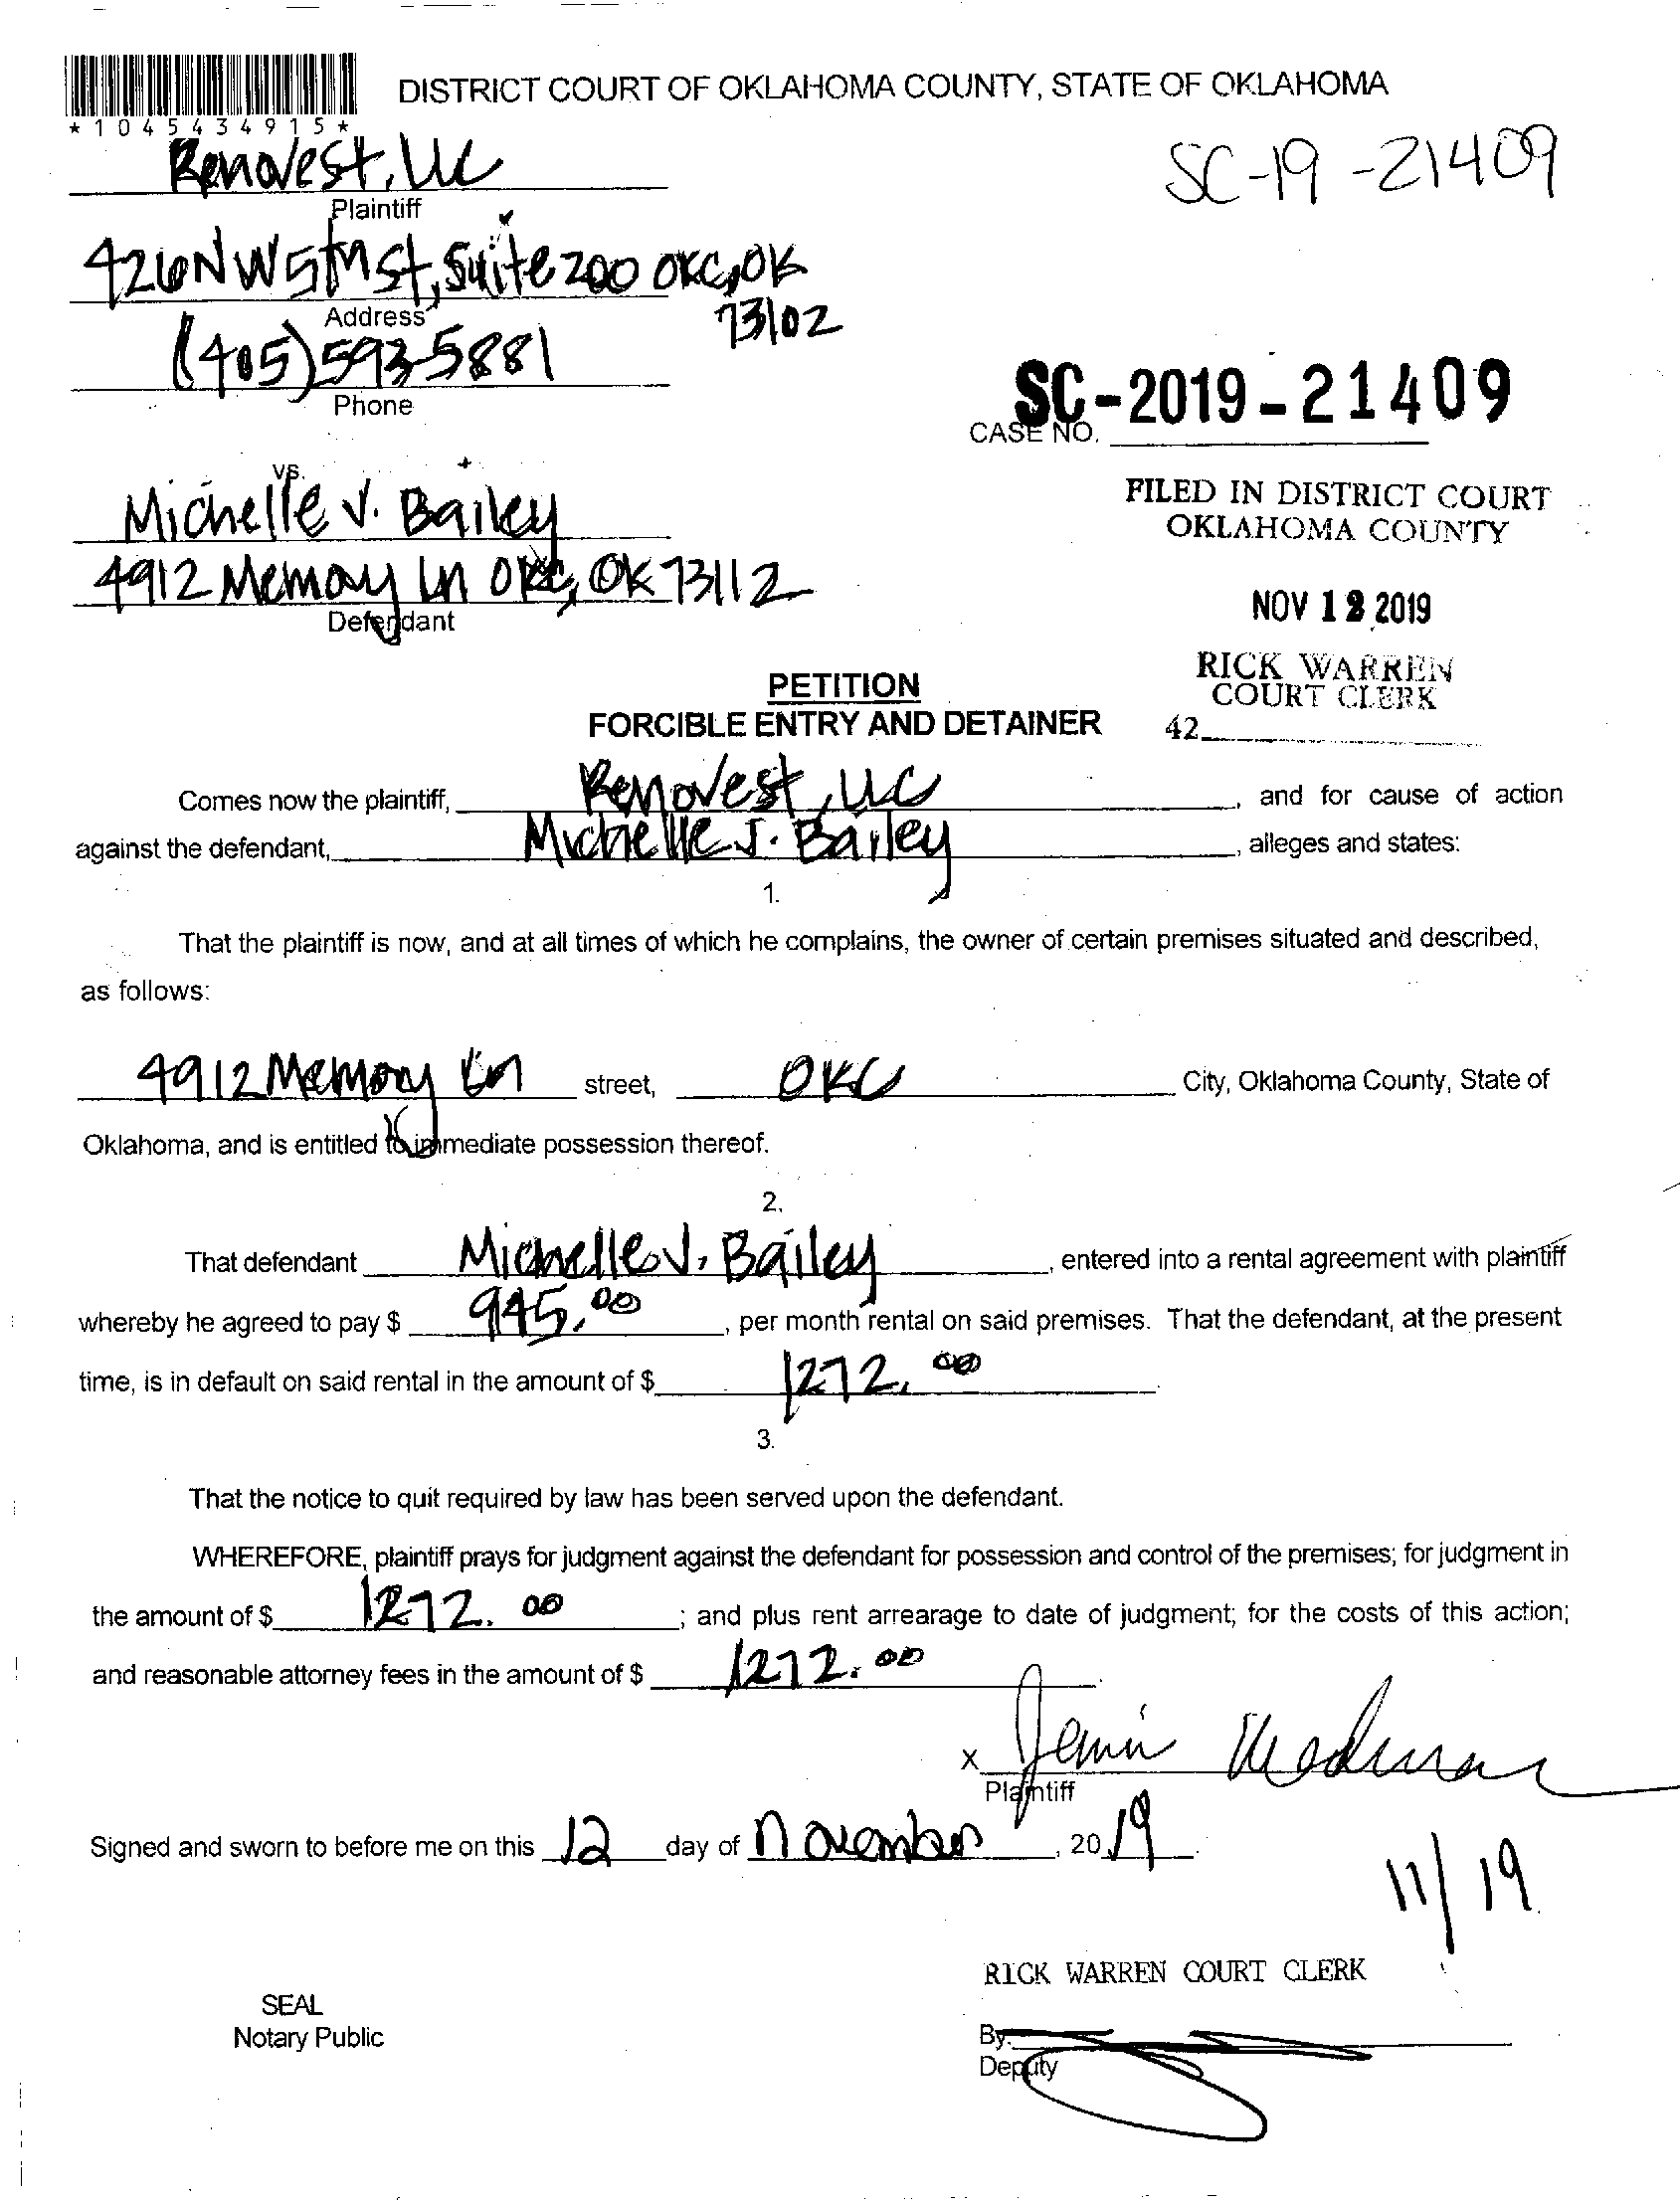 DISTRICT COURT OF OKLAHOMA COUNTY, STATE OF OKLAHOMA
*1045434915*
Renovest, LLC
SC-19-21409
Plaintiff
426 NW 5th St, Suite 200 OKC, OK
73102
Address
(405) 593-5881
Phone
SC-2019-21409
CASE NO.
vs.
Michelle J. Bailey
4912 Memory Ln OKC, OK 73112
Defendant
FILED IN DISTRICT COURT
OKLAHOMA COUNTY
NOV 12 2019
RICK WARREN
COURT CLERK
42
PETITION
FORCIBLE ENTRY AND DETAINER
Comes now the plaintiff, Renovest, LLC, and for cause of action
against the defendant, Michelle J. Bailey, alleges and states:
1.
That the plaintiff is now, and at all times of which he complains, the owner of certain premises situated and described,
as follows:
4912 Memory Ln street, OKC City, Oklahoma County, State of
Oklahoma, and is entitled to immediate possession thereof.
2.
That defendant Michelle J. Bailey, entered into a rental agreement with plaintiff
whereby he agreed to pay $ 945.00, per month rental on said premises. That the defendant, at the present
time, is in default on said rental in the amount of $ 1272.00.
3.
That the notice to quit required by law has been served upon the defendant.
WHEREFORE, plaintiff prays for judgment against the defendant for possession and control of the premises; for judgment in
the amount of $ 1272.00; and plus rent arrearage to date of judgment; for the costs of this action;
and reasonable attorney fees in the amount of $ 1272.00.
X
Plaintiff
Signed and sworn to before me on this 12 day of November, 2019.
11/19
RICK WARREN COURT CLERK
SEAL
Notary Public
By:
Deputy